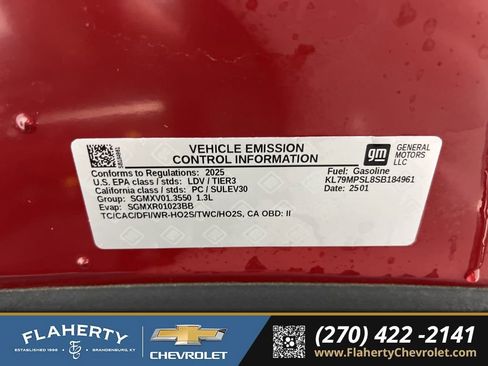 VEHICLE EMISSION
CONTROL INFORMATION
gm GENERAL
MOTORS
LLC
Conforms to Regulations: 2025
U.S. EPA class / stds: LDV / TIER3
California class / stds: PC / SULEV30
Group: SGMXV01.3550 1.3L
Evap: SGMXR01023BB
TC/CAC/DFI/WR-HO2S/TWC/HO2S, CA OBD: II
Fuel: Gasoline
KL79MPSL8SB184961
Date: 2501
FLAHERTY
ESTABLISHED 1986 BRANDENBURG, KY
CHEVROLET
(270) 422 -2141
www.FlahertyChevrolet.com